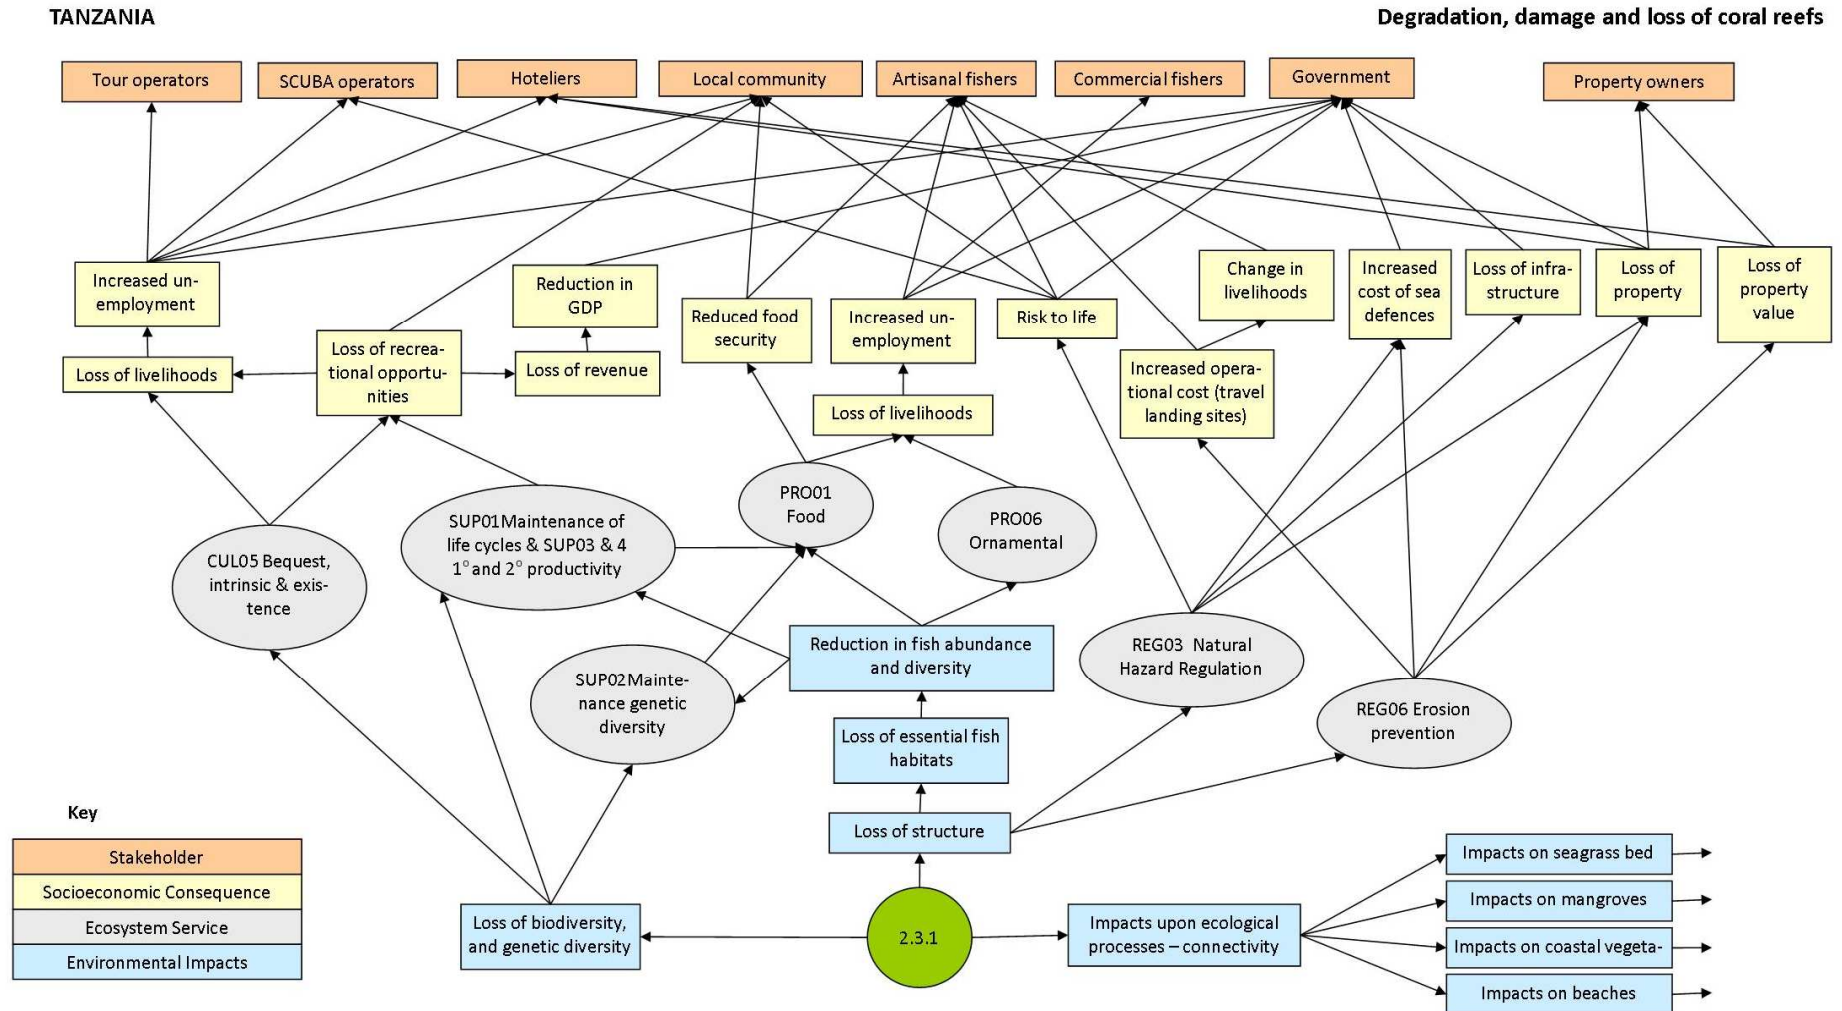 TANZANIA
Degradation, damage and loss of coral reefs
Tour operators
SCUBA operators
Hoteliers
Local community
Artisanal fishers
Commercial fishers
Government
Property owners
Increased un-
employment
Reduction in
GDP
Reduced food
security
Increased un-
employment
Risk to life
Change in
livelihoods
Increased
cost of sea
defences
Loss of infra-
structure
Loss of
property
Loss of
property
value
Loss of livelihoods
Loss of recrea-
tional opportu-
nities
Loss of revenue
Loss of livelihoods
Increased opera-
tional cost (travel
landing sites)
CUL05 Bequest,
intrinsic & exis-
tence
SUP01Maintenance of
life cycles & SUP03 & 4
1° and 2° productivity
PRO01
Food
PRO06
Ornamental
SUP02Mainte-
nance genetic
diversity
Reduction in fish abundance
and diversity
REG03 Natural
Hazard Regulation
REG06 Erosion
prevention
Loss of essential fish
habitats
Loss of structure
Key
Stakeholder
Socioeconomic Consequence
Ecosystem Service
Environmental Impacts
Loss of biodiversity,
and genetic diversity
2.3.1
Impacts upon ecological
processes – connectivity
Impacts on seagrass bed
Impacts on mangroves
Impacts on coastal vegeta-
Impacts on beaches